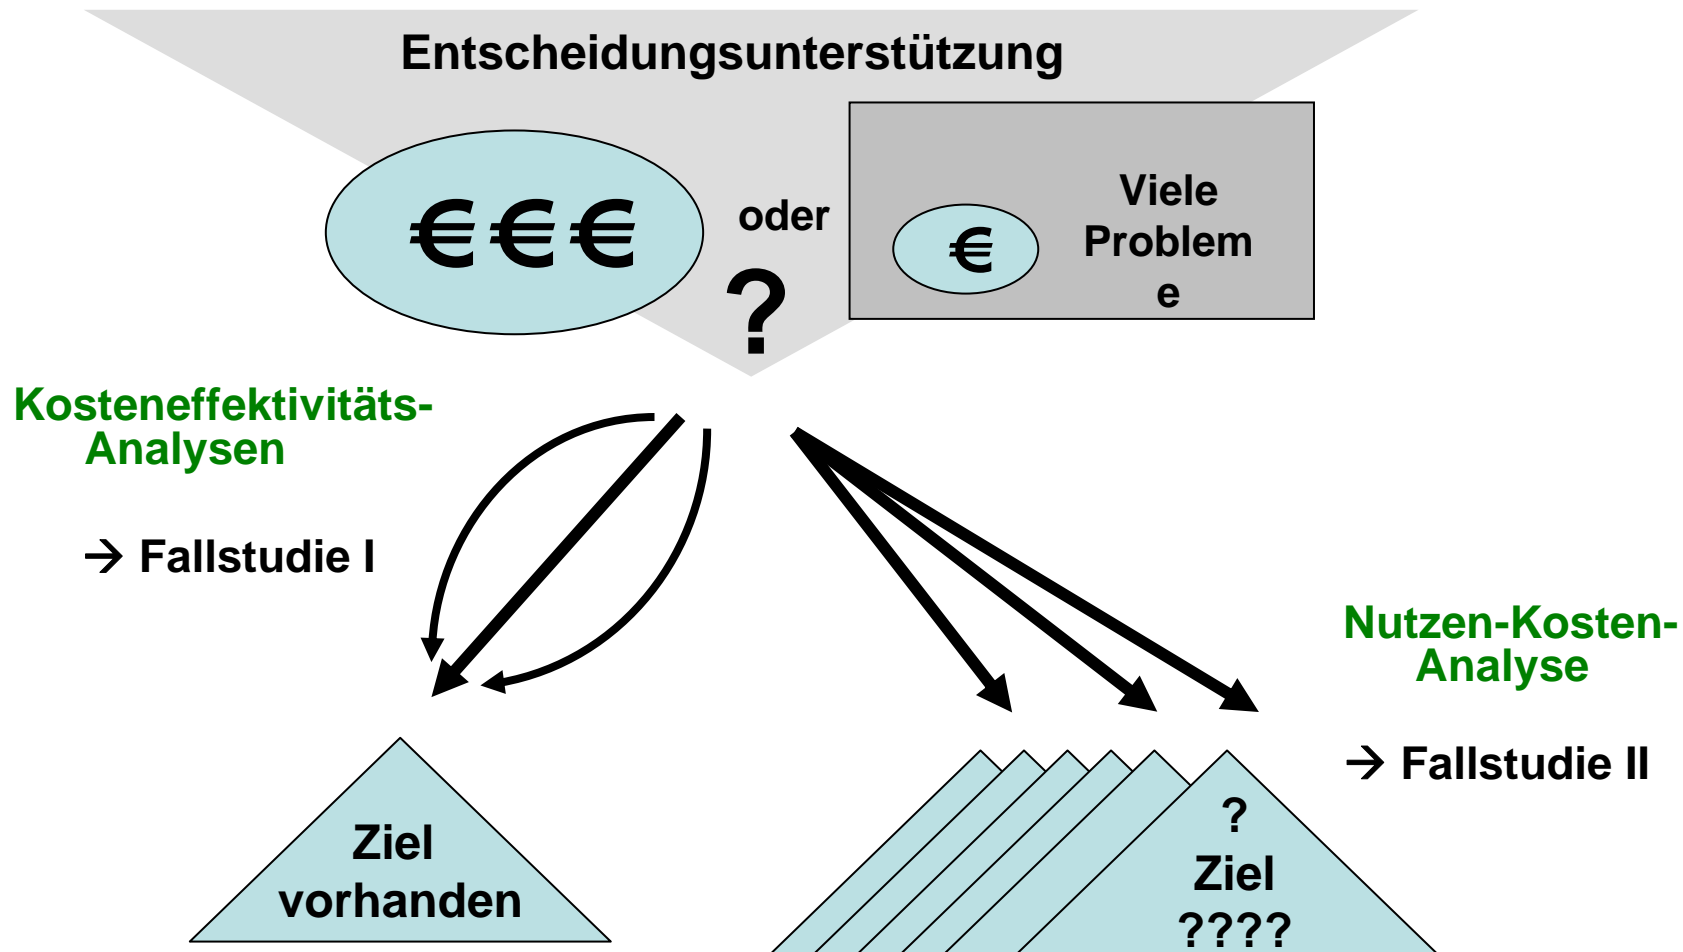 Entscheidungsunterstützung
€€€
oder
?
€
Viele
Problem
e
Kosteneffektivitäts-
Analysen
→ Fallstudie I
Nutzen-Kosten-
Analyse
→ Fallstudie II
Ziel
vorhanden
?
Ziel
????